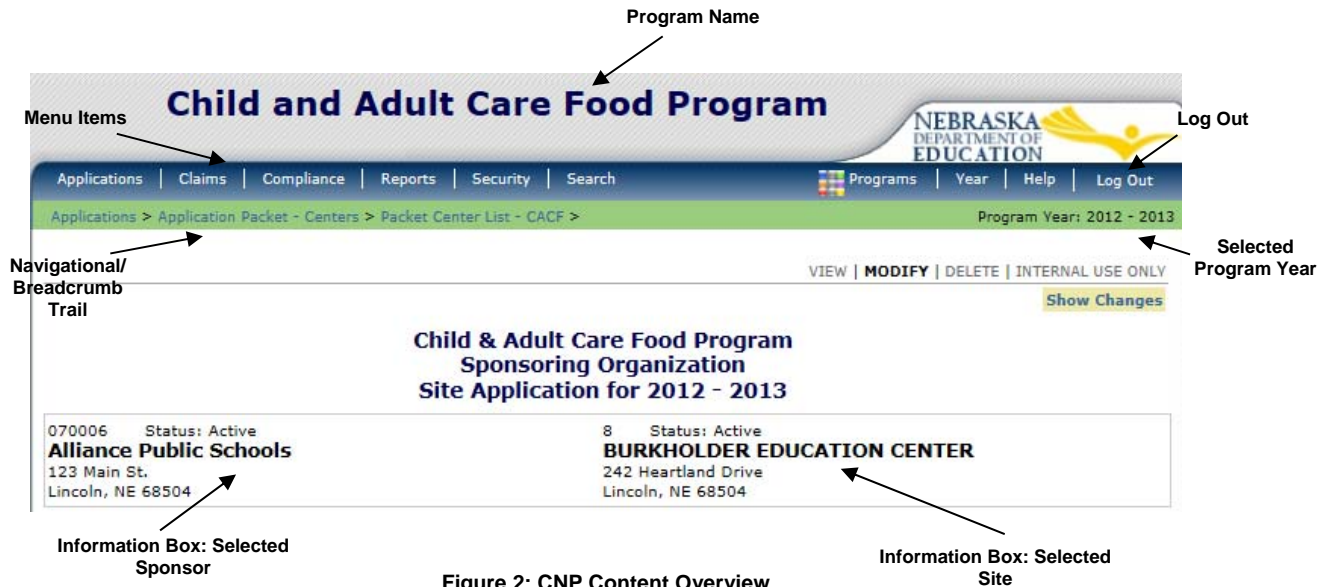 Program Name
Child and Adult Care Food Program
Menu Items
NEBRASKA
DEPARTMENT OF
EDUCATION
Log Out
Applications | Claims | Compliance | Reports | Security | Search
Programs | Year | Help | Log Out
Applications > Application Packet - Centers > Packet Center List - CACF >
Program Year: 2012 - 2013
Selected
Program Year
Navigational/
Breadcrumb
Trail
VIEW | MODIFY | DELETE | INTERNAL USE ONLY
Show Changes
Child & Adult Care Food Program
Sponsoring Organization
Site Application for 2012 - 2013
070006 Status: Active
Alliance Public Schools
123 Main St.
Lincoln, NE 68504
8 Status: Active
BURKHOLDER EDUCATION CENTER
242 Heartland Drive
Lincoln, NE 68504
Information Box: Selected
Sponsor
Information Box: Selected
Site
Figure 2: CNP Content Overview